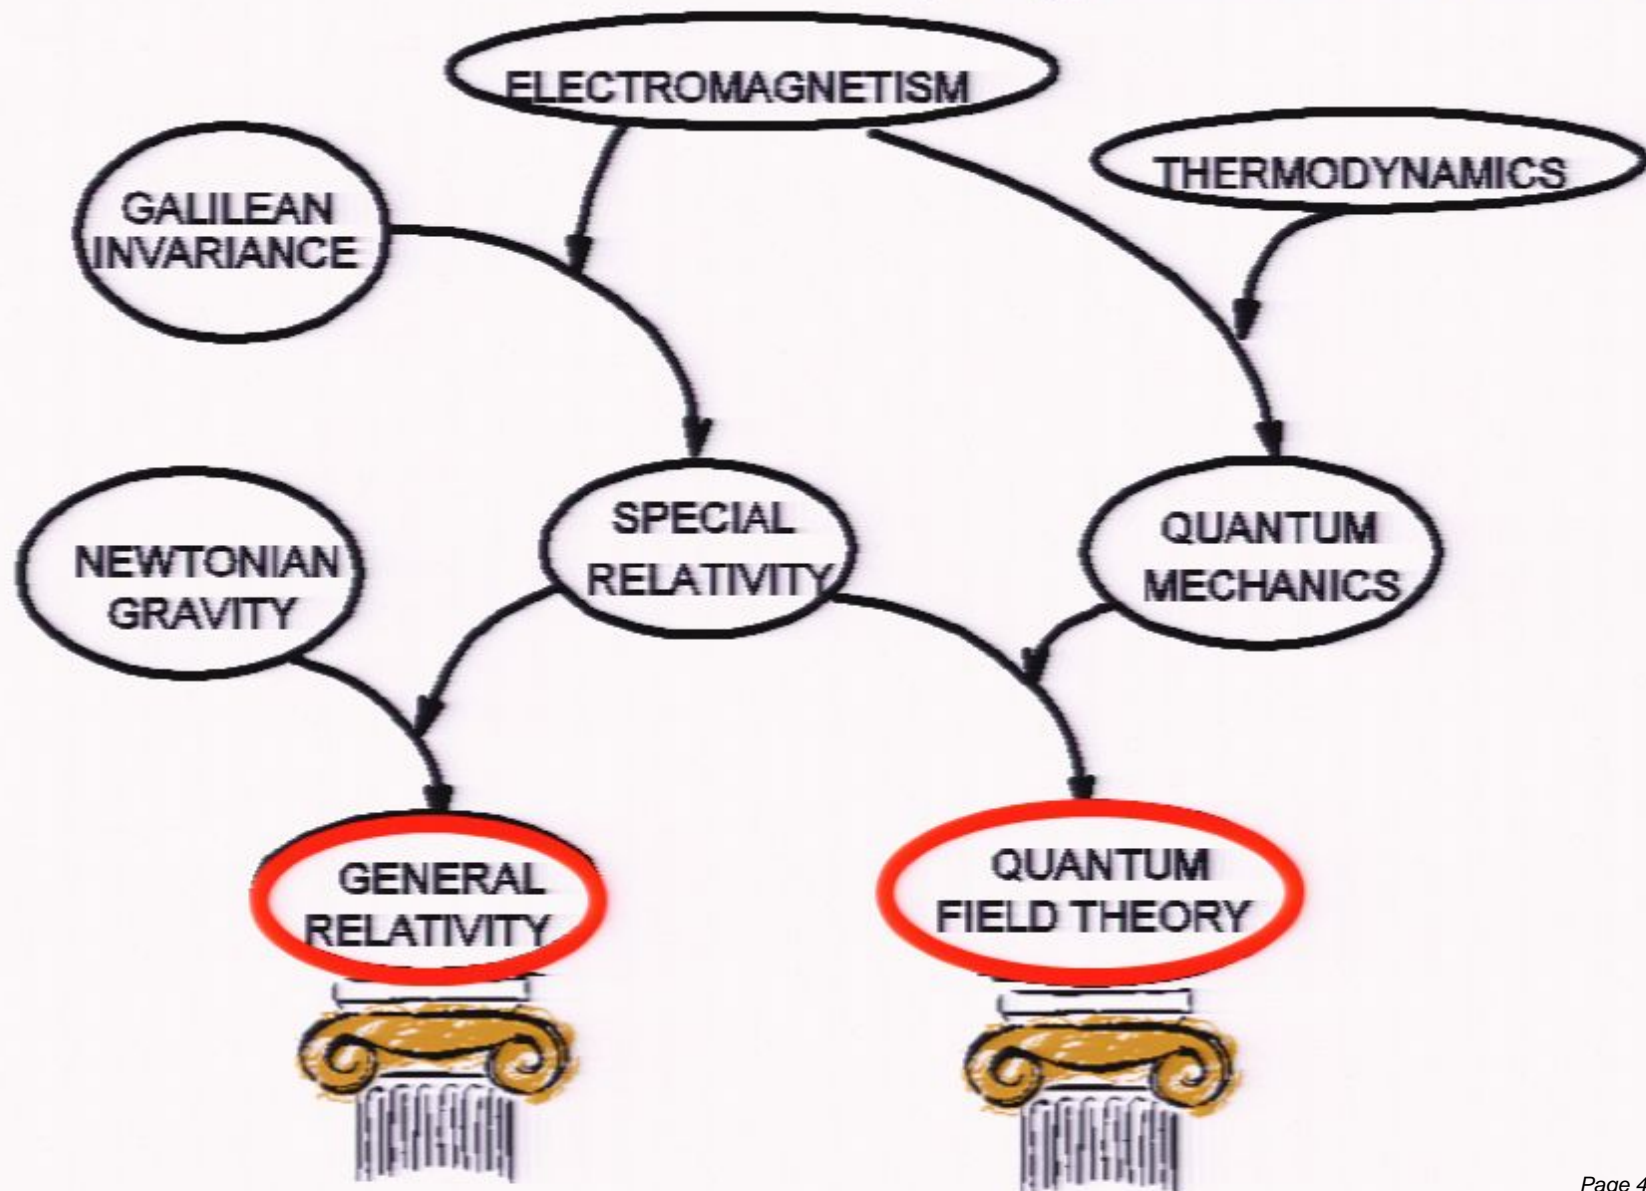 ELECTROMAGNETISM
THERMODYNAMICS
GALILEAN
INVARIANCE
SPECIAL
RELATIVITY
QUANTUM
MECHANICS
NEWTONIAN
GRAVITY
GENERAL
RELATIVITY
QUANTUM
FIELD THEORY
Page 4